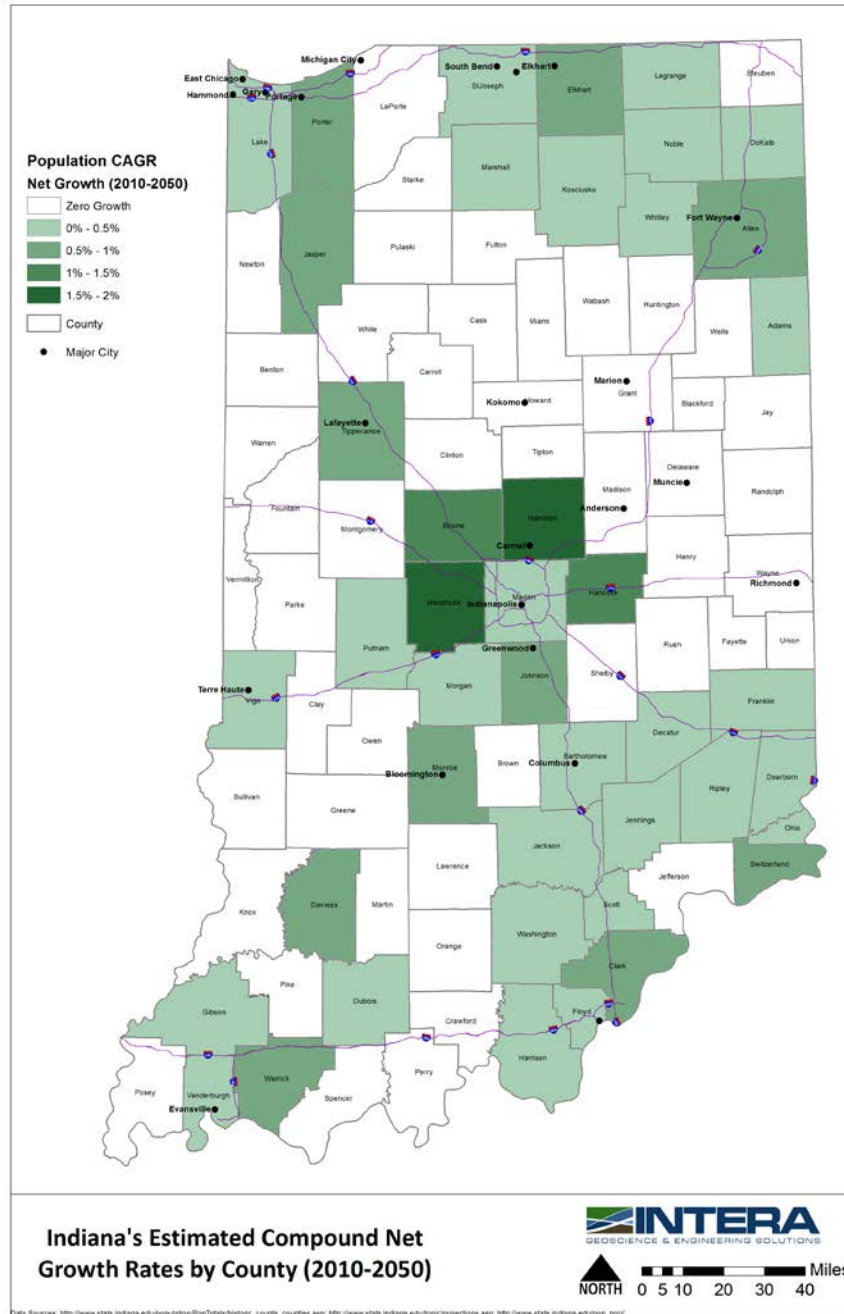 Michigan City
South Bend
Elkhart
East Chicago
Hammond
Gary
Portage
StJoseph
Elkhart
Lagrange
Steuben
LaPorte
Porter
Lake
Noble
DeKalb
Population CAGR
Net Growth (2010-2050)
Zero Growth
0% - 0.5%
0.5% - 1%
1% - 1.5%
1.5% - 2%
County
Major City
Marshall
Starke
Kosciusko
Whitley
Fort Wayne
Allen
Newton
Jasper
Pulaski
Fulton
Wabash
Huntington
White
Cass
Miami
Wells
Adams
Benton
Carroll
Marion
Grant
Kokomo
Howard
Blackford
Jay
Lafayette
Tippecanoe
Warren
Clinton
Tipton
Delaware
Muncie
Madison
Anderson
Randolph
Fountain
Montgomery
Boone
Hamilton
Carmel
Henry
Wayne
Richmond
Vermillion
Parke
Hendricks
Marion
Indianapolis
Hancock
Putnam
Rush
Fayette
Union
Greenwood
Johnson
Shelby
Morgan
Terre Haute
Vigo
Clay
Franklin
Owen
Decatur
Monroe
Bloomington
Brown
Bartholomew
Columbus
Dearborn
Ripley
Sullivan
Greene
Jennings
Ohio
Jackson
Lawrence
Jefferson
Switzerland
Daviess
Martin
Knox
Scott
Washington
Orange
Clark
Pike
Gibson
Dubois
Floyd
Crawford
Harrison
Perry
Warrick
Posey
Vanderburgh
Spencer
Evansville
Indiana's Estimated Compound Net
Growth Rates by County (2010-2050)
INTERA
GEOSCIENCE & ENGINEERING SOLUTIONS
NORTH
0 5 10 20 30 40
Miles